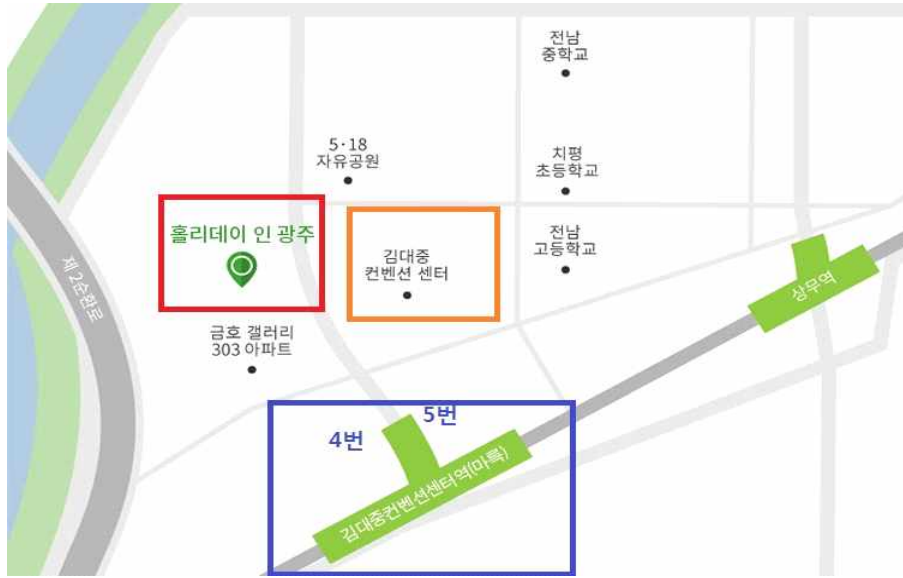 전남
중학교
5·18
자유공원
치평
초등학교
홀리데이 인 광주
김대중
컨벤션 센터
전남
고등학교
제 2순환로
상무역
금호 갤러리
303 아파트
4번
5번
김대중컨벤션센터역(마륵)